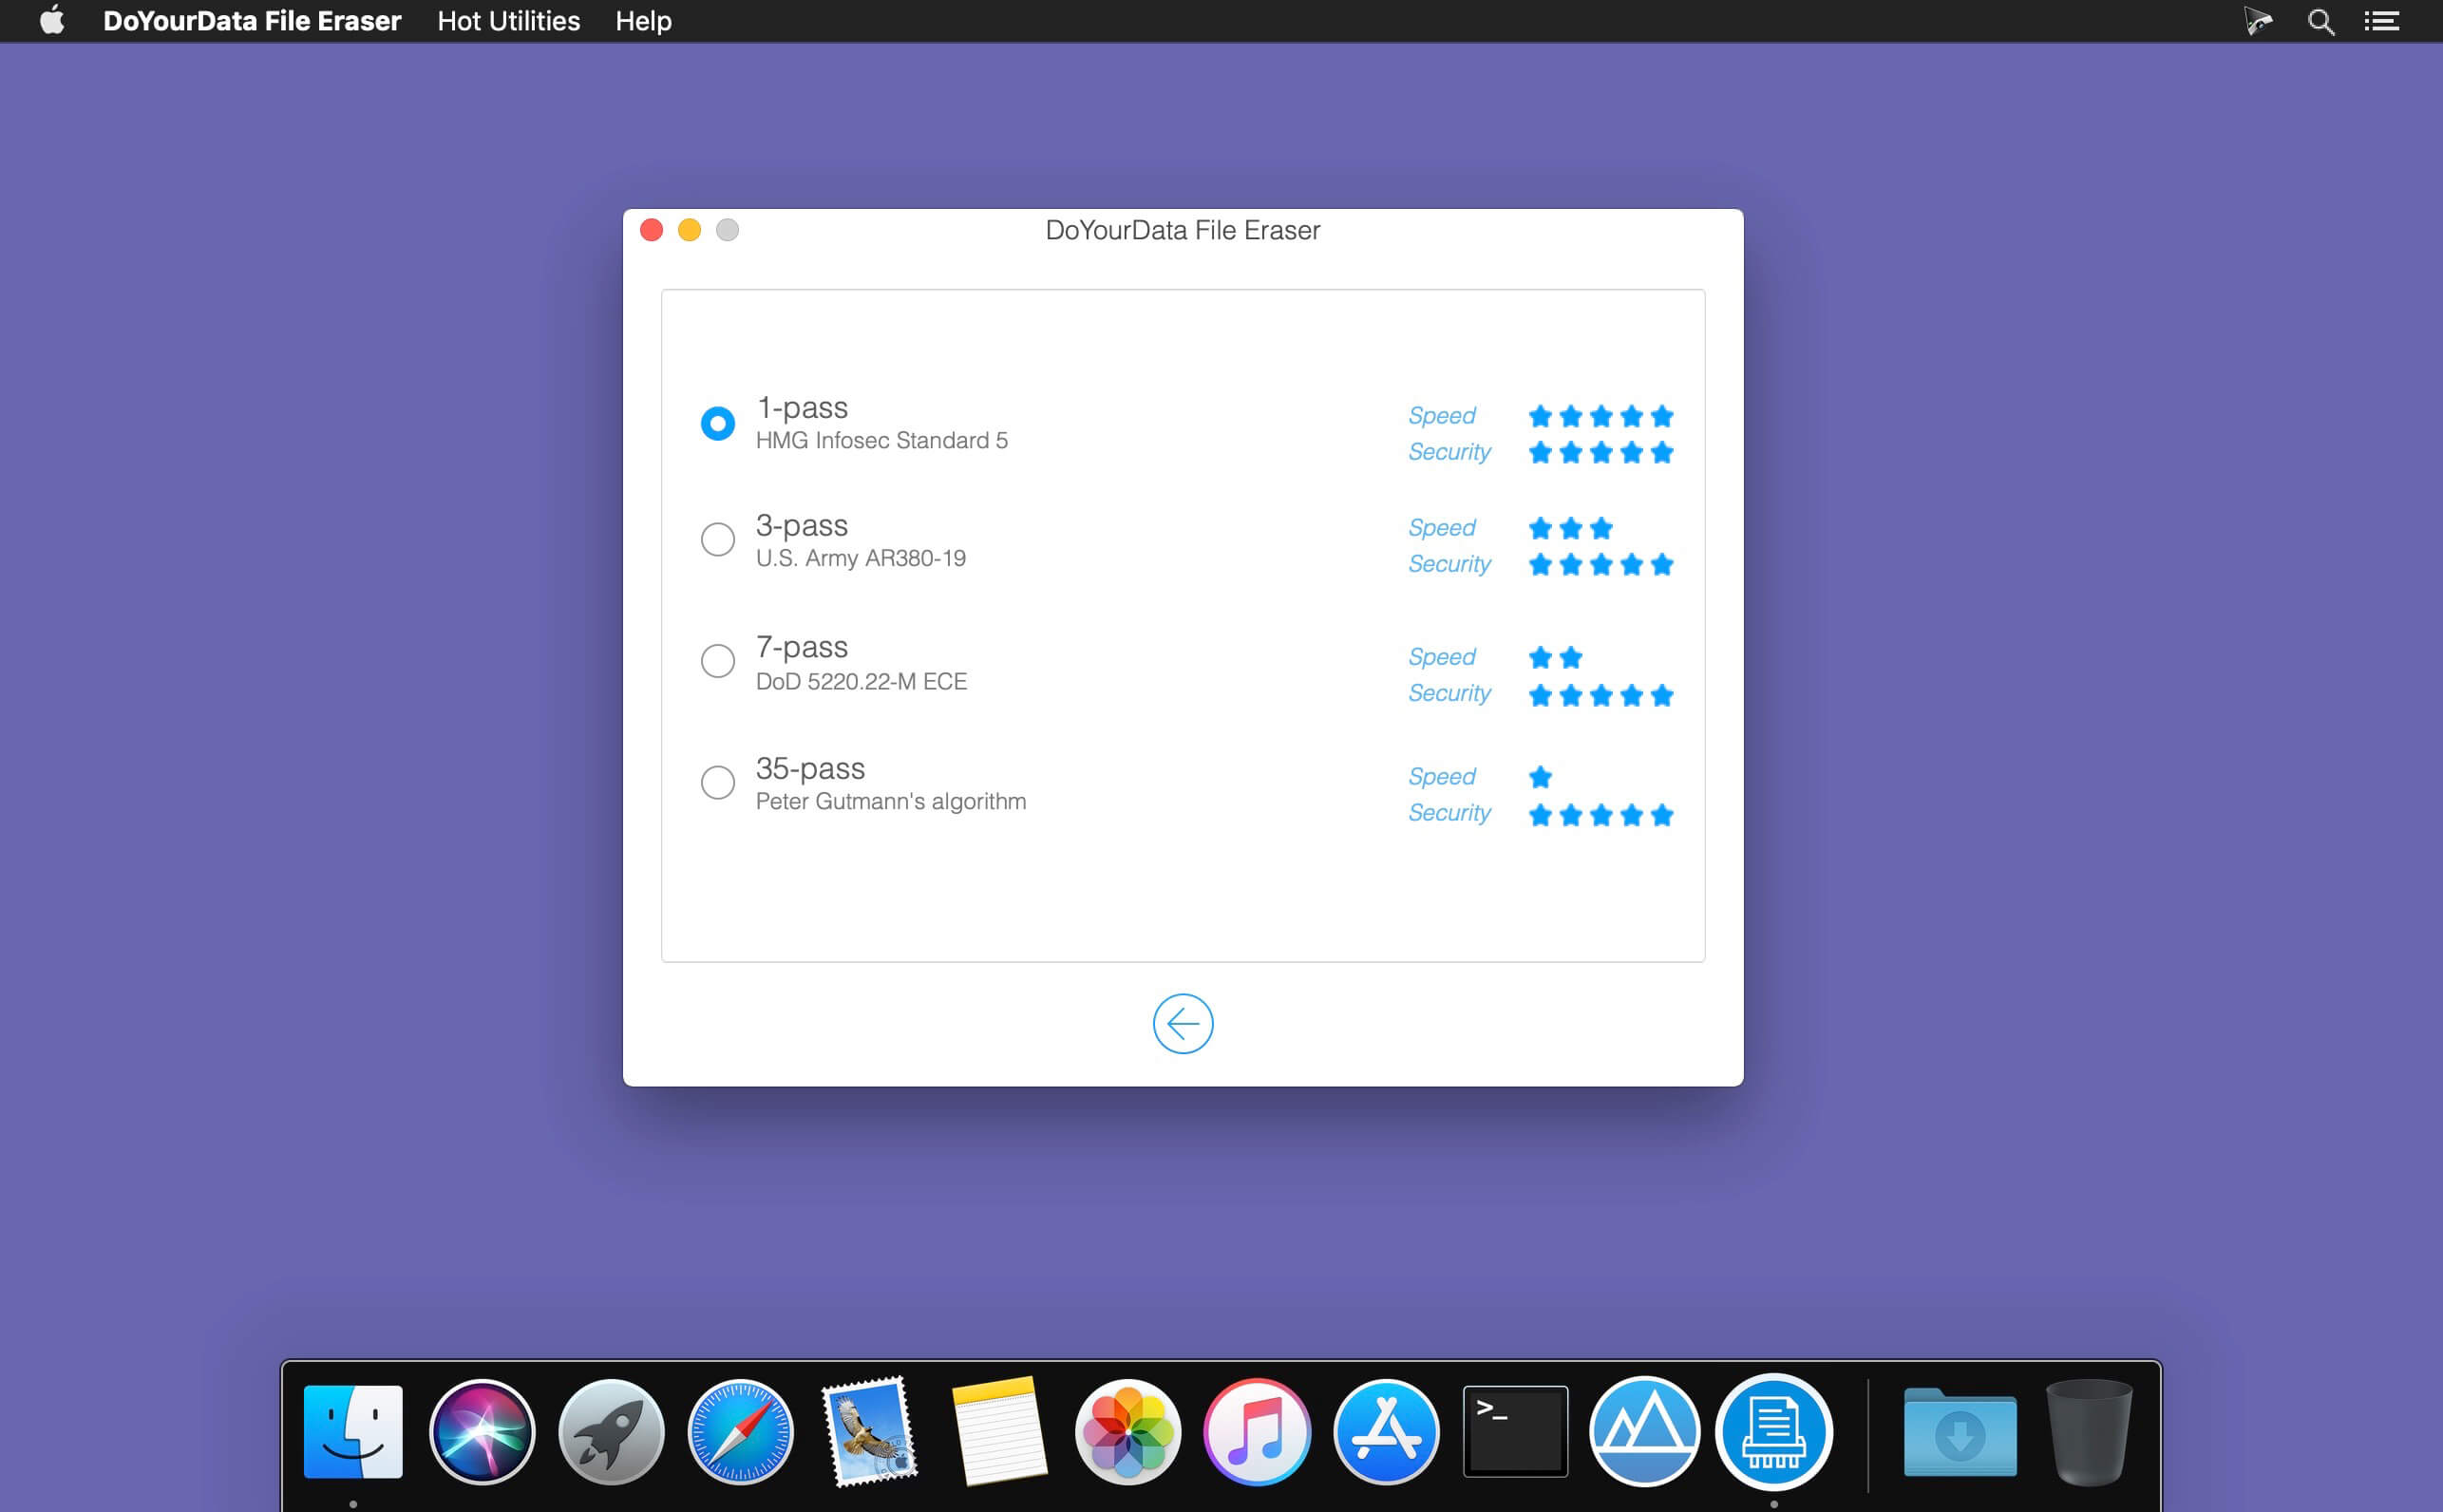 DoYourData File Eraser Hot Utilities Help
DoYourData File Eraser
1-pass
HMG Infosec Standard 5
Speed
Security
3-pass
U.S. Army AR380-19
Speed
Security
7-pass
DoD 5220.22-M ECE
Speed
Security
35-pass
Peter Gutmann's algorithm
Speed
Security
>_